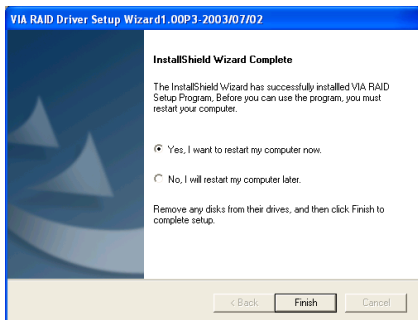 VIA RAID Driver Setup Wizard1.00P3-2003/07/02
InstallShield Wizard Complete
The InstallShield Wizard has successfully installled VIA RAID
Setup Program, Before you can use the program, you must
restart your computer.
Yes, I want to restart my computer now.
No, I will restart my computer later.
Remove any disks from their drives, and then click Finish to
complete setup.
< Back Finish Cancel